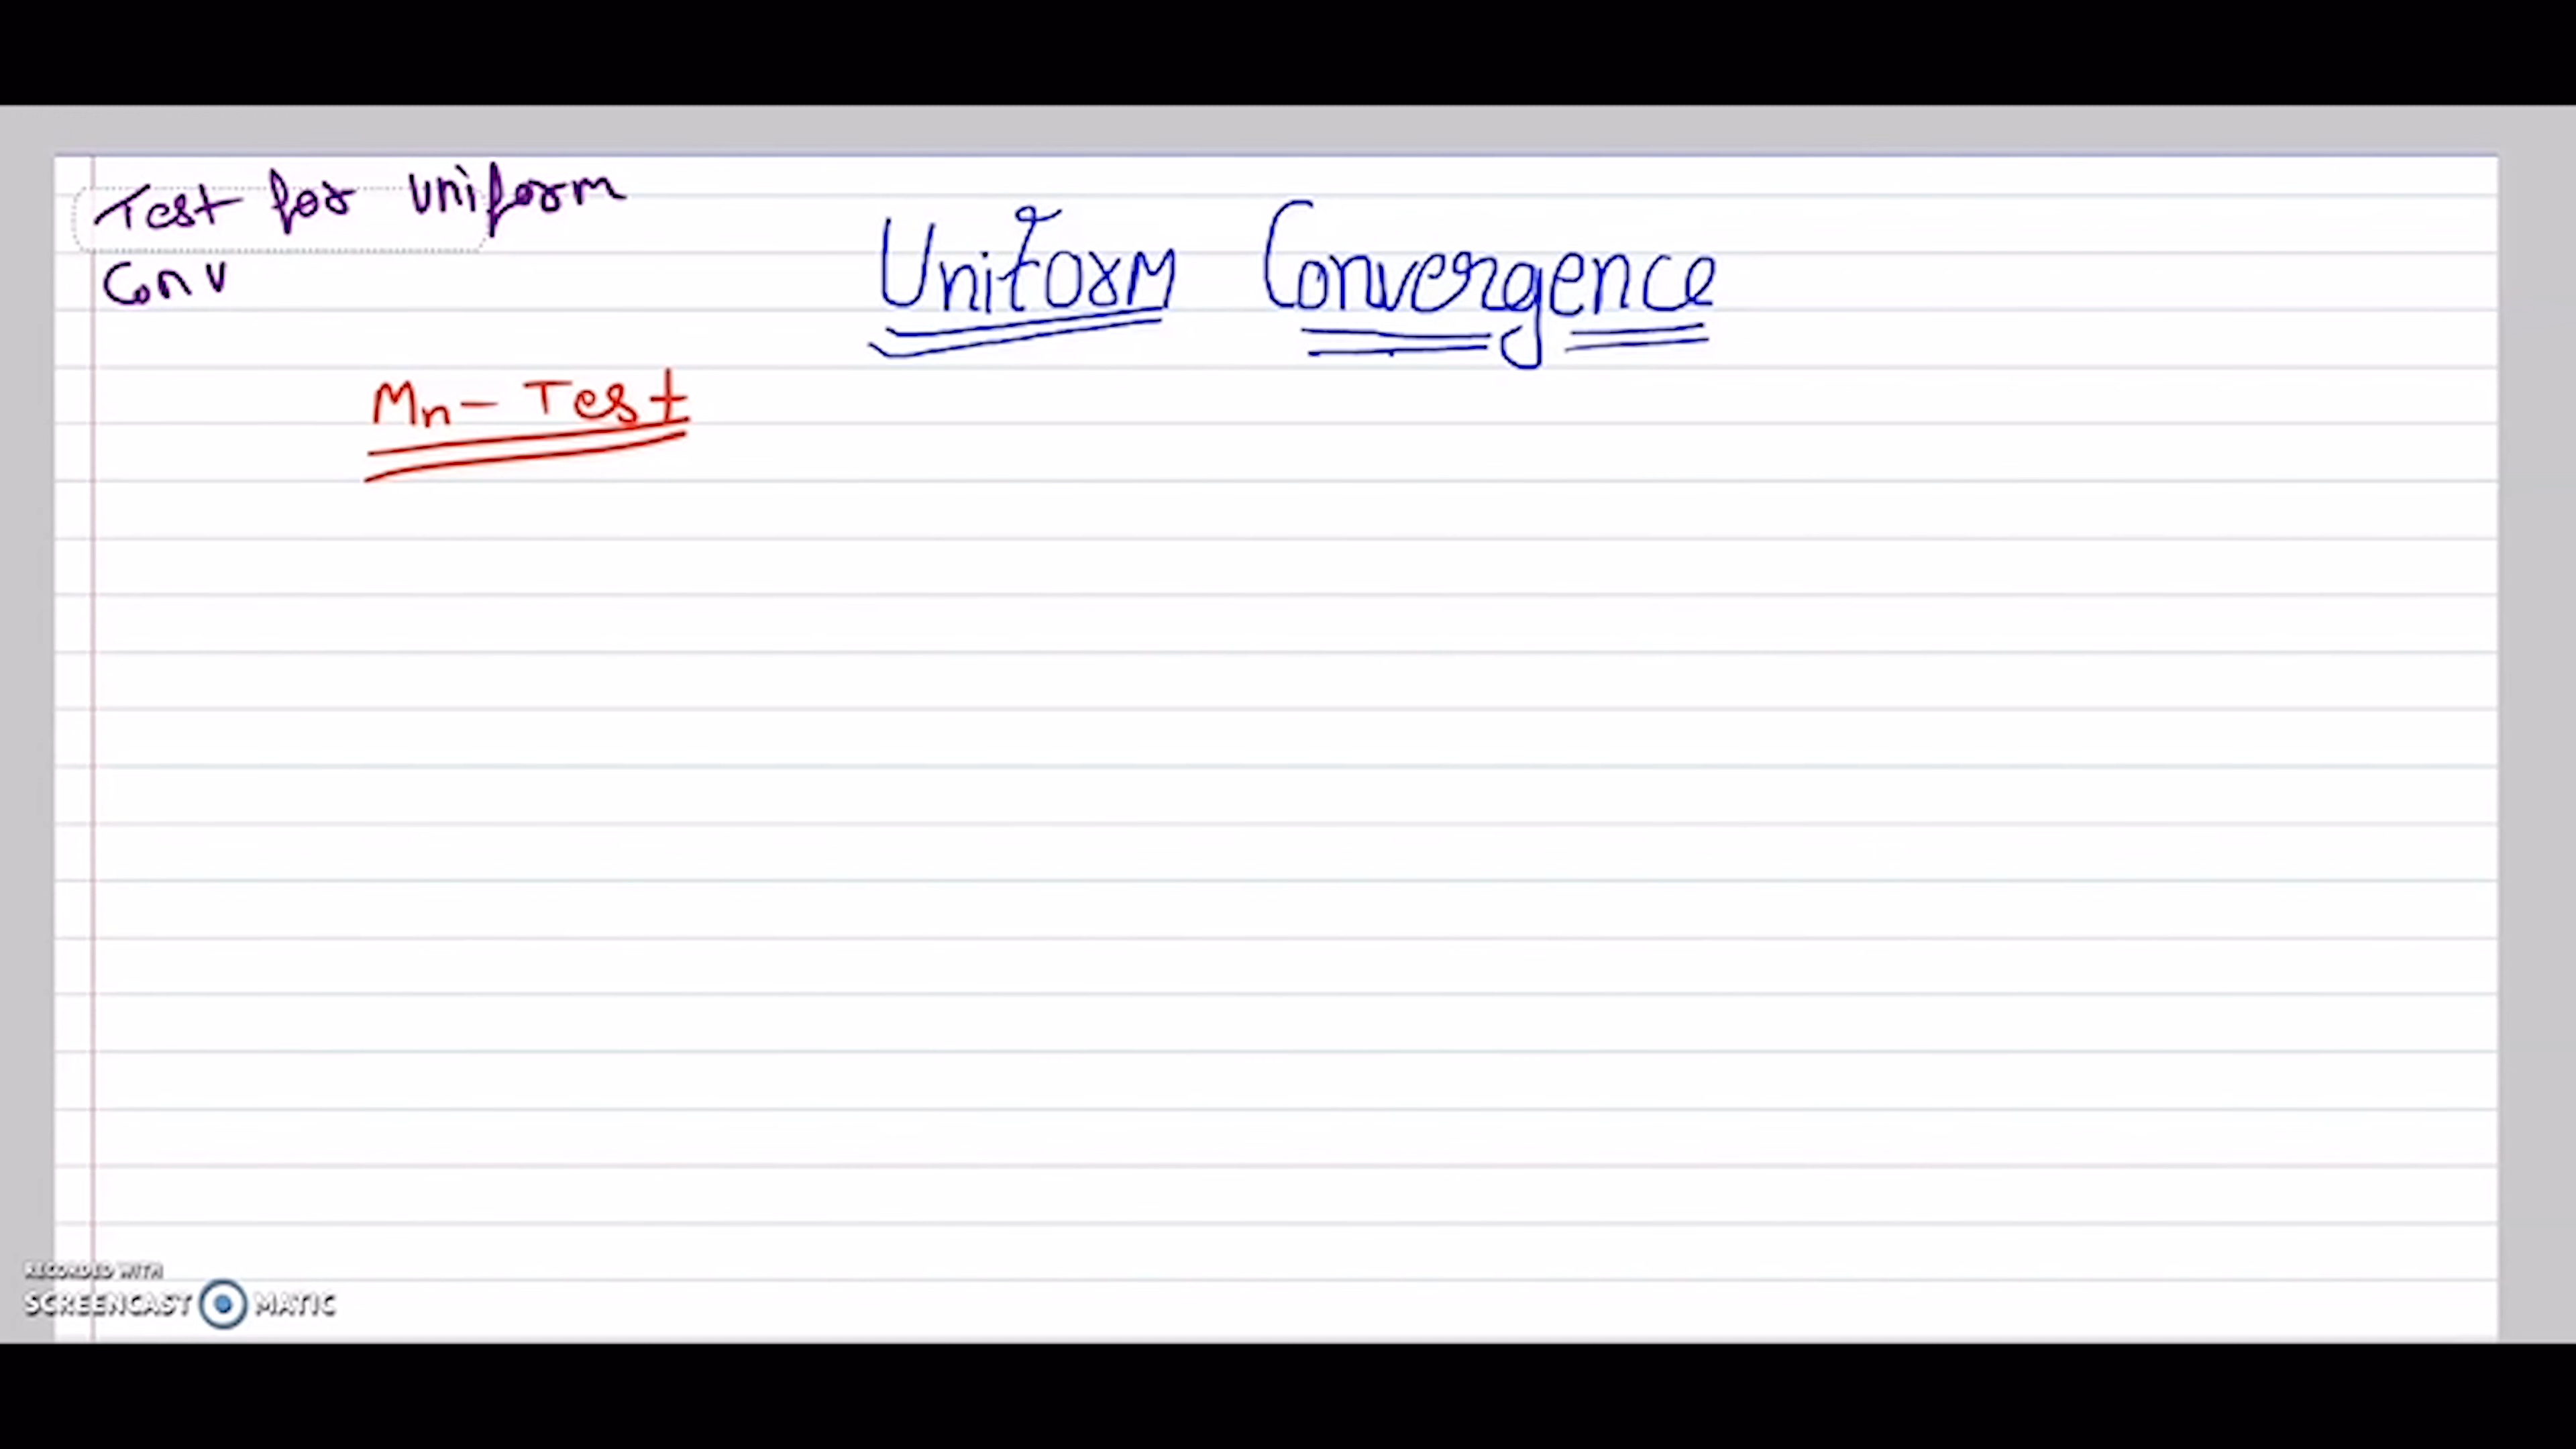 Test for Uniform
Conv
Uniform Convergence
Mn - Test
RECORDED WITH
SCREENCAST MATIC